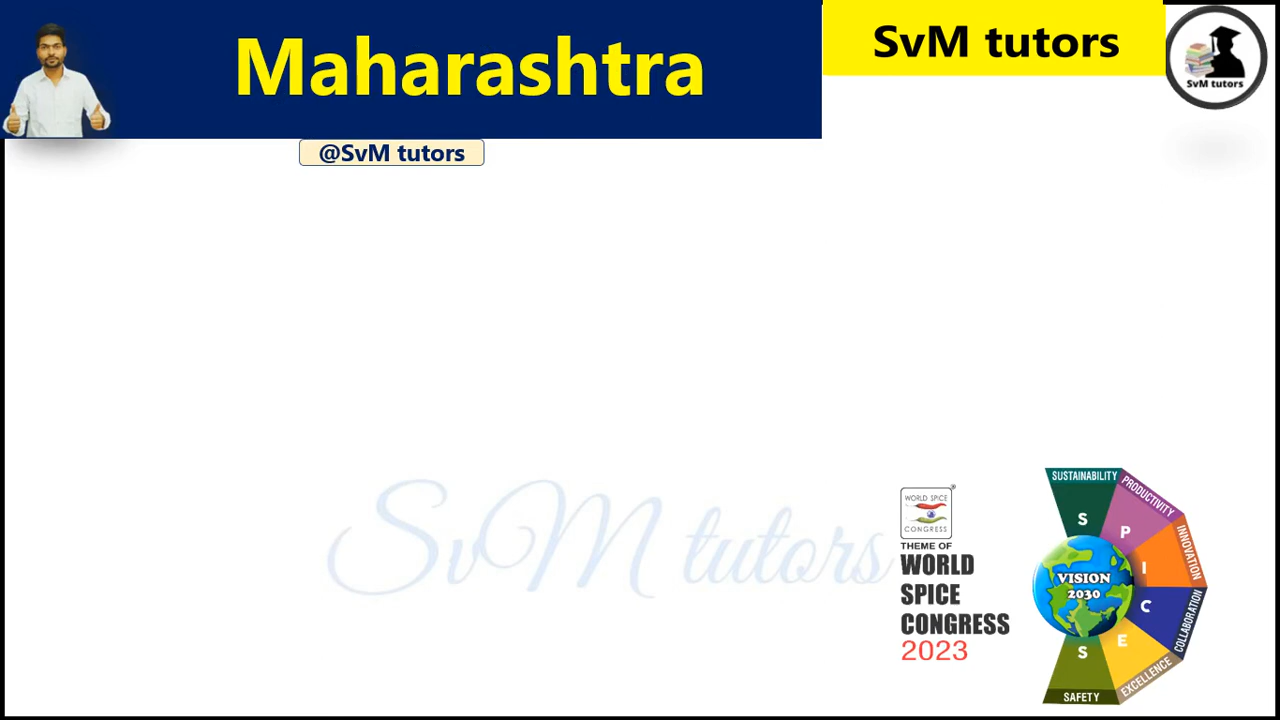 Maharashtra
SvM tutors
SvM tutors
@SvM tutors
SvM tutors
WORLD SPICE
CONGRESS
®
THEME OF
WORLD
SPICE
CONGRESS
2023
SUSTAINABILITY
PRODUCTIVITY
INNOVATION
COLLABORATION
EXCELLENCE
SAFETY
S
P
I
C
E
S
VISION
2030